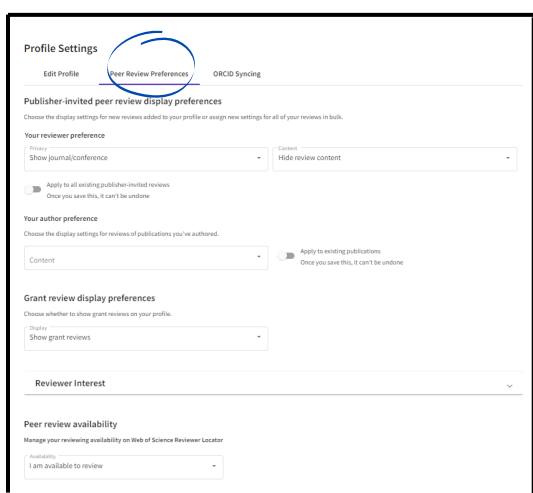 Profile Settings
Edit Profile Peer Review Preferences ORCID Syncing
Publisher-invited peer review display preferences
Choose the display settings for new reviews added to your profile or assign new settings for all of your reviews in bulk.
Your reviewer preference
Privacy Content
Show journal/conference Hide review content
Apply to all existing publisher-invited reviews
Once you save this, it can't be undone
Your author preference
Choose the display settings for reviews of publications you've authored.
Content
Apply to existing publications
Once you save this, it can't be undone
Grant review display preferences
Choose whether to show grant reviews on your profile.
Display
Show grant reviews
Reviewer Interest
Peer review availability
Manage your reviewing availability on Web of Science Reviewer Locator
Availability
I am available to review